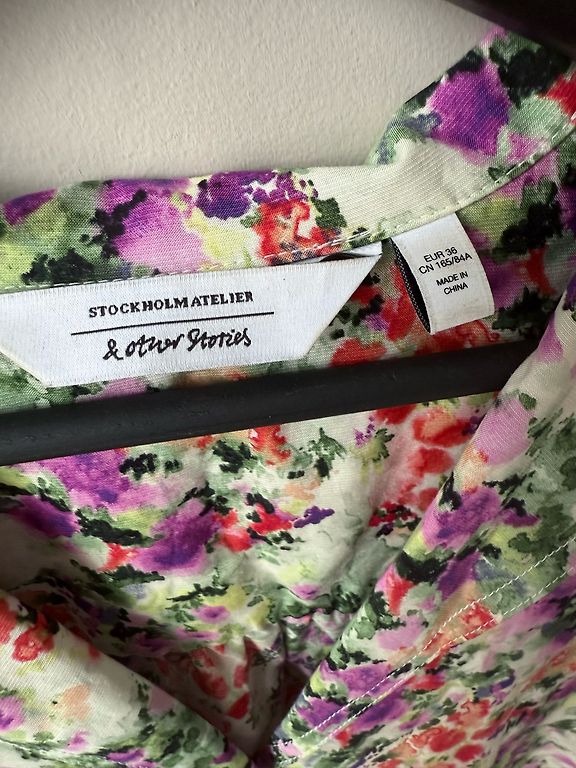 STOCKHOLM ATELIER
& other Stories
EUR 36
CN 165/84A
MADE IN
CHINA